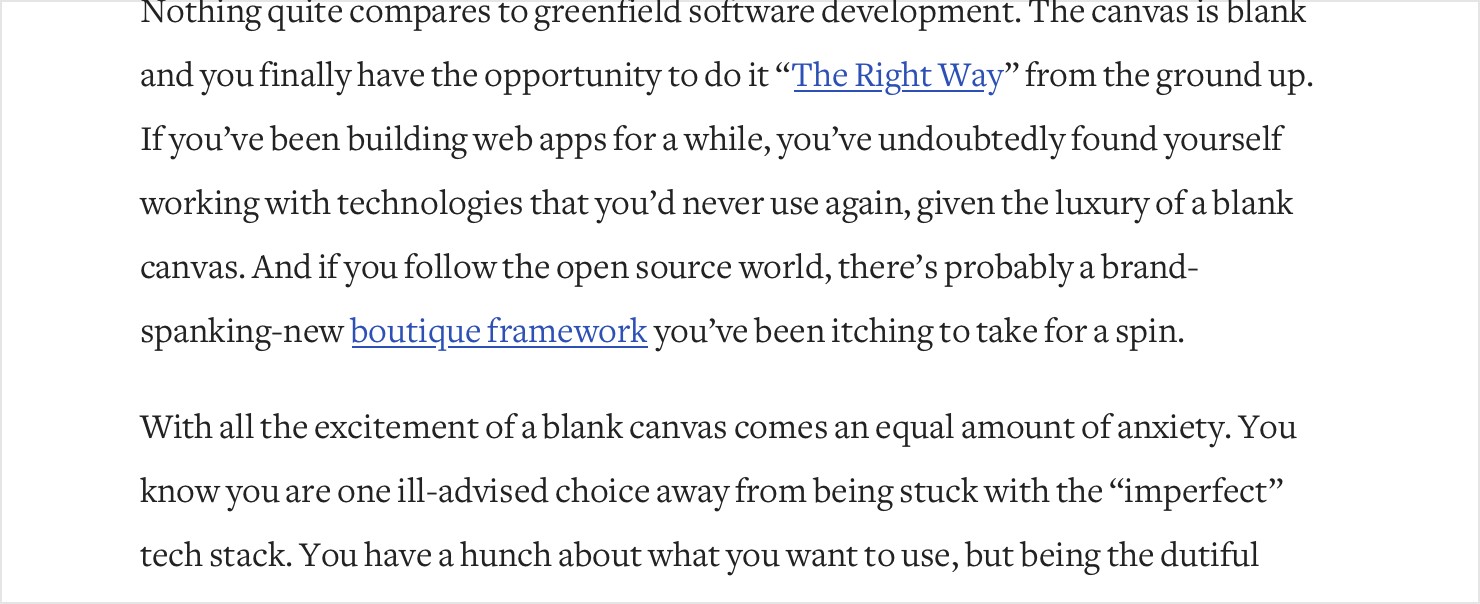 Nothing quite compares to greenfield software development. The canvas is blank
and you finally have the opportunity to do it “The Right Way” from the ground up.
If you’ve been building web apps for a while, you’ve undoubtedly found yourself
working with technologies that you’d never use again, given the luxury of a blank
canvas. And if you follow the open source world, there’s probably a brand-
spanking-new boutique framework you’ve been itching to take for a spin.
With all the excitement of a blank canvas comes an equal amount of anxiety. You
know you are one ill-advised choice away from being stuck with the “imperfect”
tech stack. You have a hunch about what you want to use, but being the dutiful